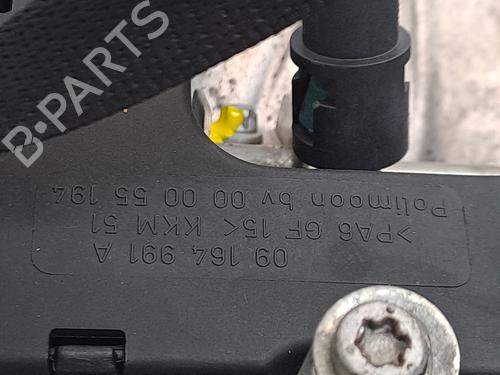 B-PARTS
09 164 991 A
>PA6 GF 15< KKM 51
Polimoon bv 00 00 55 194